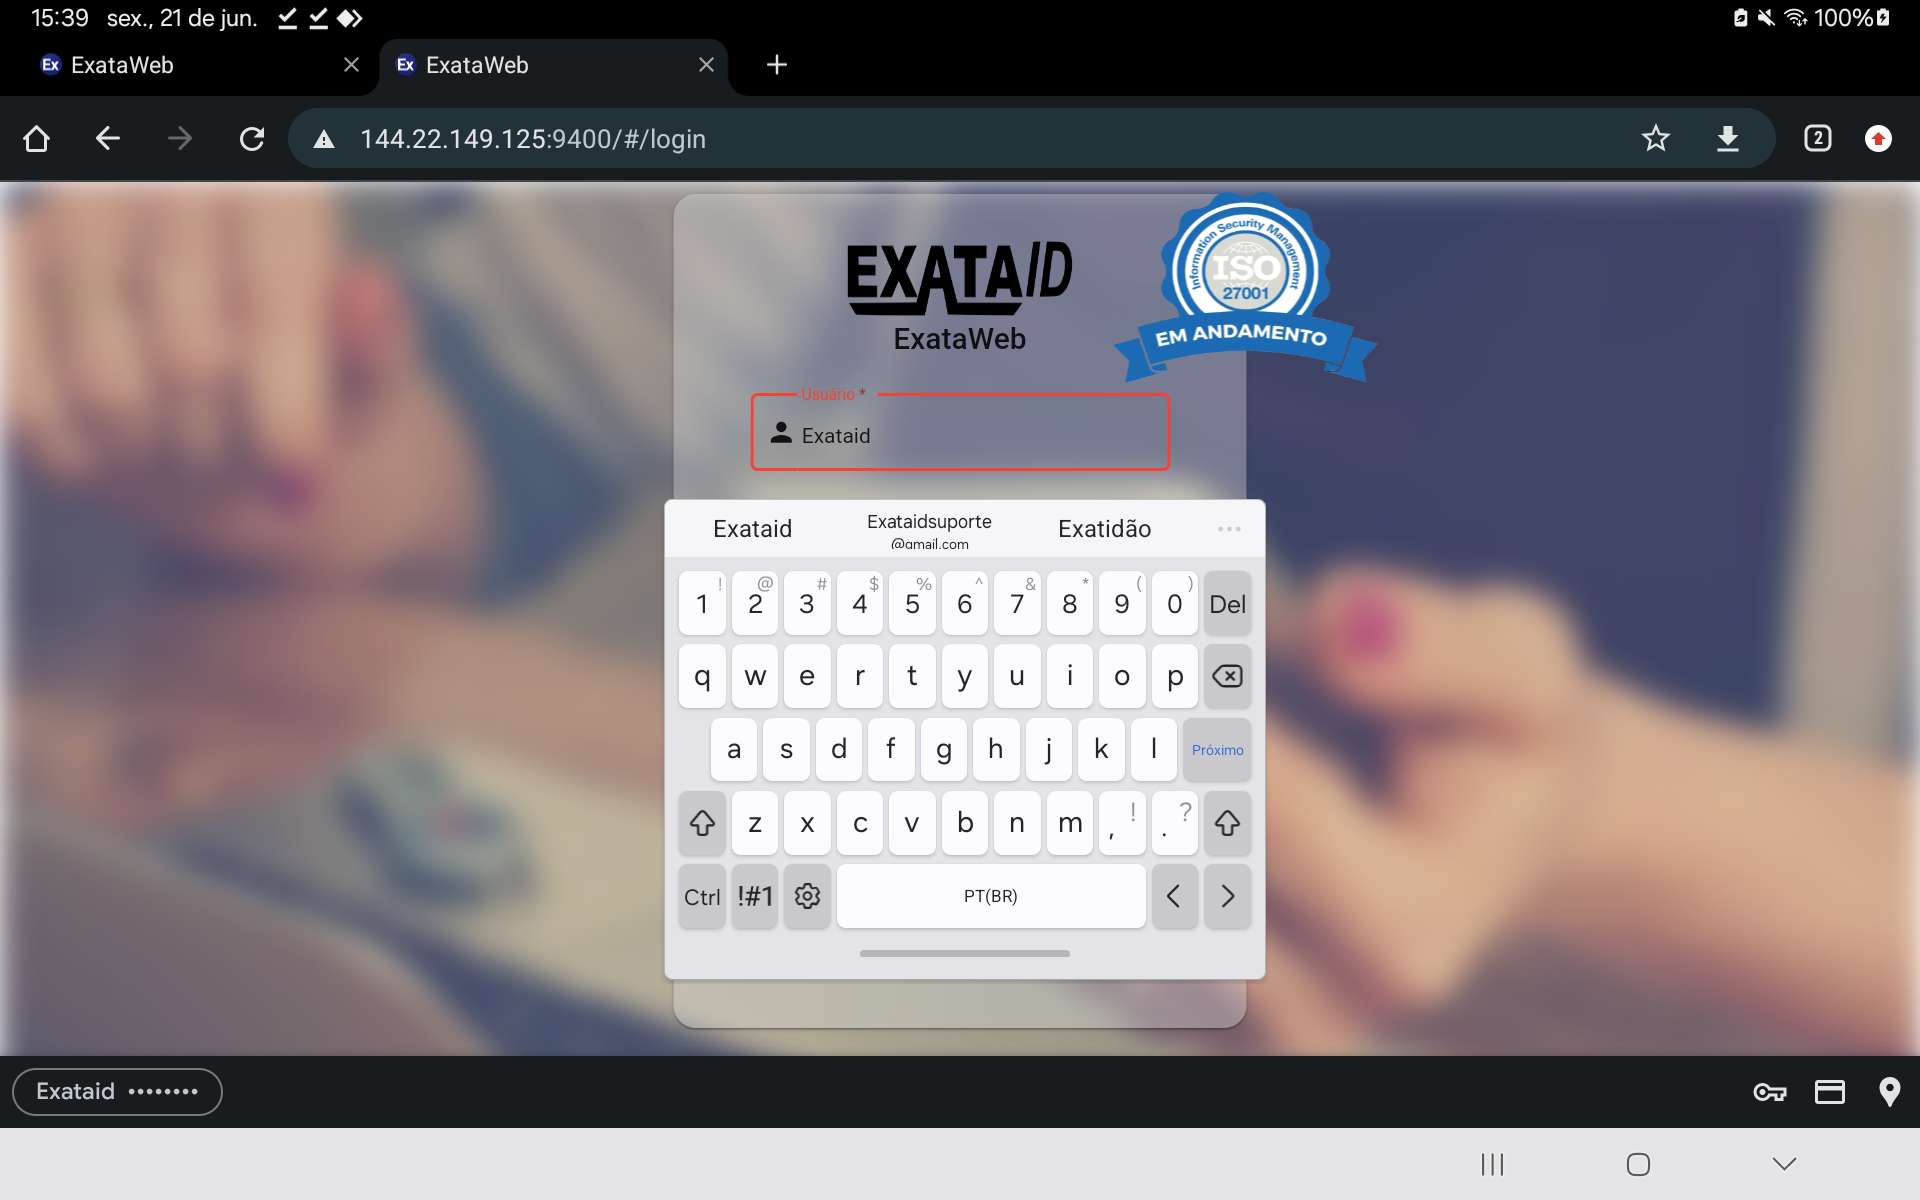 15:39 sex., 21 de jun. 100%
Ex ExataWeb
Ex ExataWeb
144.22.149.125:9400/#/login 2
EXATAID
ExataWeb
Information Security Management
ISO
27001
EM ANDAMENTO
Usuário *
Exataid
Exataid Exataidsuporte Exatidão ...
@gmail.com
! @ # $ % ^ & * ( )
1 2 3 4 5 6 7 8 9 0 Del
q w e r t y u i o p
a s d f g h j k l Próximo
z x c v b n m , ! . ?
Ctrl !#1 PT(BR) < >
Exataid ••••••••